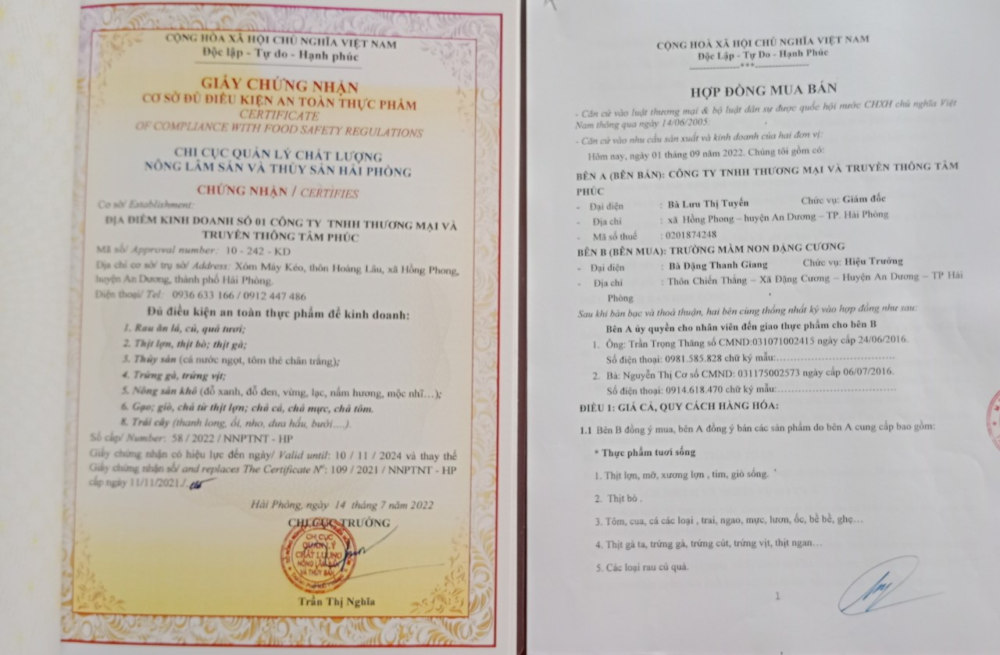 CỘNG HÒA XÃ HỘI CHỦ NGHĨA VIỆT NAM
Độc lập - Tự do - Hạnh phúc
GIẤY CHỨNG NHẬN
CƠ SỞ ĐỦ ĐIỀU KIỆN AN TOÀN THỰC PHẨM
CERTIFICATE
OF COMPLIANCE WITH FOOD SAFETY REGULATIONS
CHI CỤC QUẢN LÝ CHẤT LƯỢNG
NÔNG LÂM SẢN VÀ THỦY SẢN HẢI PHÒNG
CHỨNG NHẬN / CERTIFIES
Cơ sở/ Establishment:
ĐỊA ĐIỂM KINH DOANH SỐ 01 CÔNG TY TNHH THƯƠNG MẠI VÀ
TRUYỀN THÔNG TÂM PHÚC
Mã số/ Approval number: 10 - 242 - KD
Địa chỉ cơ sở/ trụ sở/ Address: Xóm Máy Kéo, thôn Hoàng Lâu, xã Hồng Phong,
huyện An Dương, thành phố Hải Phòng.
Điện thoại/ Tel: 0936 633 166 / 0912 447 486
Đủ điều kiện an toàn thực phẩm để kinh doanh:
1. Rau ăn lá, củ, quả tươi;
2. Thịt lợn, thịt bò; thịt gà;
3. Thủy sản (cá nước ngọt, tôm thẻ chân trắng);
4. Trứng gà, trứng vịt;
5. Nông sản khô (đỗ xanh, đỗ đen, vừng, lạc, nấm hương, mộc nhĩ...);
6. Gạo; giò, chả từ thịt lợn; chả cá, chả mực, chả tôm.
8. Trái cây (thanh long, ổi, nho, dưa hấu, bưởi....).
Số cấp/ Number: 58 / 2022 / NNPTNT - HP
Giấy chứng nhận có hiệu lực đến ngày/ Valid until: 10 / 11 / 2024 và thay thế
Giấy chứng nhận số/ and replaces The Certificate Nº: 109 / 2021 / NNPTNT - HP
cấp ngày 11/11/2021./.
Hải Phòng, ngày 14 tháng 7 năm 2022
CHI CỤC TRƯỞNG
CHI CỤC
QUẢN LÝ
CHẤT LƯỢNG
NÔNG LÂM SẢN
VÀ THỦY SẢN
Trần Thị Nghĩa
CỘNG HOÀ XÃ HỘI CHỦ NGHĨA VIỆT NAM
Độc Lập - Tự Do - Hạnh Phúc
***
HỢP ĐỒNG MUA BÁN
- Căn cứ vào luật thương mại & bộ luật dân sự được quốc hội nước CHXH chủ nghĩa Việt
Nam thông qua ngày 14/06/2005:
- Căn cứ vào nhu cầu sản xuất và kinh doanh của hai đơn vị:
Hôm nay, ngày 01 tháng 09 năm 2022. Chúng tôi gồm có:
BÊN A (BÊN BÁN): CÔNG TY TNHH THƯƠNG MẠI VÀ TRUYỀN THÔNG TÂM
PHÚC
- Đại diện : Bà Lưu Thị Tuyến Chức vụ: Giám đốc
- Địa chỉ : xã Hồng Phong – huyện An Dương – TP. Hải Phòng
- Mã số thuế : 0201874248
BÊN B (BÊN MUA): TRƯỜNG MẦM NON ĐẶNG CƯƠNG
- Đại diện : Bà Đặng Thanh Giang Chức vụ: Hiệu Trưởng
- Địa chỉ : Thôn Chiến Thắng – Xã Đặng Cương – Huyện An Dương – TP Hải
Phòng
Sau khi bàn bạc và thoả thuận, hai bên cùng thống nhất ký vào hợp đồng như sau:
Bên A ủy quyền cho nhân viên đến giao thực phẩm cho bên B
1. Ông: Trần Trọng Thăng số CMND:031071002415 ngày cấp 24/06/2016.
Số điện thoại: 0981.585.828 chữ ký mẫu:....................................
2. Bà: Nguyễn Thị Cơ số CMND: 031175002573 ngày cấp 06/07/2016.
Số điện thoại: 0914.618.470 chữ ký mẫu:....................................
ĐIỀU 1: GIÁ CẢ, QUY CÁCH HÀNG HÓA:
1.1 Bên B đồng ý mua, bên A đồng ý bán các sản phẩm do bên A cung cấp bao gồm:
* Thực phẩm tươi sống
1. Thịt lợn, mỡ, xương lợn , tim, giò sống.
2. Thịt bò .
3. Tôm, cua, cá các loại , trai, ngao, mực, lươn, ốc, bề bề, ghẹ...
4. Thịt gà ta, trứng gà, trứng cút, trứng vịt, thịt ngan...
5. Các loại rau củ quả.
1